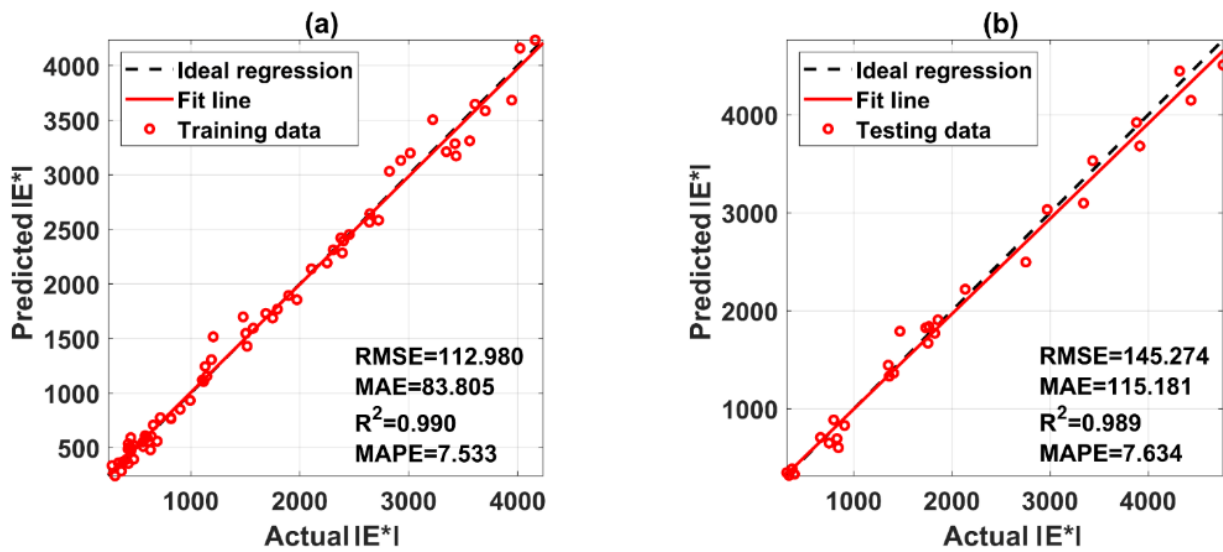 (a)
Ideal regression
Fit line
Training data
4000
3500
3000
2500
2000
1500
1000
500
Predicted |E*|
RMSE=112.980
MAE=83.805
R²=0.990
MAPE=7.533
1000 2000 3000 4000
Actual |E*|
(b)
Ideal regression
Fit line
Testing data
4000
3000
2000
1000
Predicted |E*|
RMSE=145.274
MAE=115.181
R²=0.989
MAPE=7.634
1000 2000 3000 4000
Actual |E*|